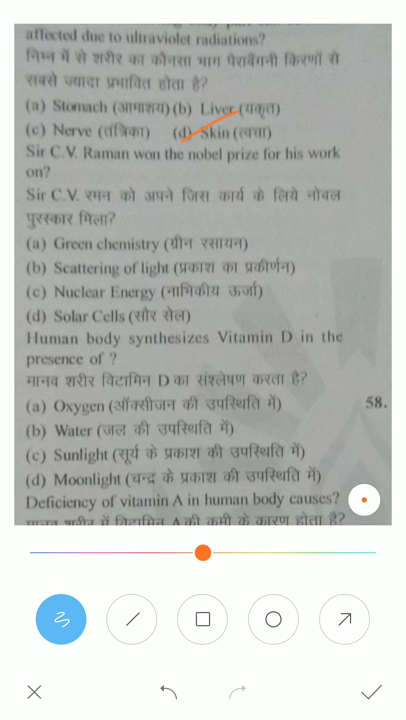 affected due to ultraviolet radiations?
निम्न में से शरीर का कौनसा भाग पैराबैंगनी किरणों से
सबसे ज्यादा प्रभावित होता है?
(a) Stomach (आमाशय) (b) Liver (यकृत)
(c) Nerve (तंत्रिका) (d) Skin (त्वचा)
Sir C.V. Raman won the nobel prize for his work
on?
Sir C.V. रमन को अपने जिस कार्य के लिये नोबल
पुरस्कार मिला?
(a) Green chemistry (ग्रीन रसायन)
(b) Scattering of light (प्रकाश का प्रकीर्णन)
(c) Nuclear Energy (नाभिकीय ऊर्जा)
(d) Solar Cells (सौर सेल)
Human body synthesizes Vitamin D in the
presence of ?
मानव शरीर विटामिन D का संश्लेषण करता है?
(a) Oxygen (ऑक्सीजन की उपस्थिति में)
58.
(b) Water (जल की उपस्थिति में)
(c) Sunlight (सूर्य के प्रकाश की उपस्थिति में)
(d) Moonlight (चन्द्र के प्रकाश की उपस्थिति में)
Deficiency of vitamin A in human body causes?
मानव शरीर में विटामिन A की कमी के कारण होता है?